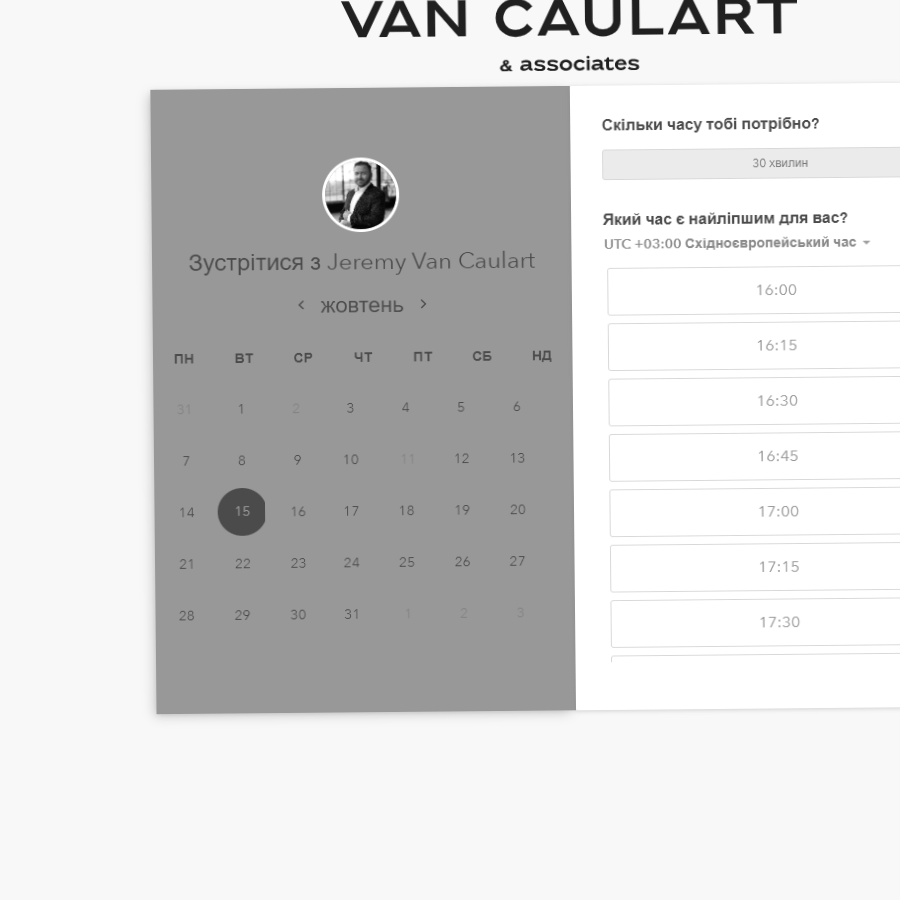 VAN CAULART
& associates
Зустрітися з Jeremy Van Caulart
жовтень
ПН ВТ СР ЧТ ПТ СБ НД
31 1 2 3 4 5 6
7 8 9 10 11 12 13
14 15 16 17 18 19 20
21 22 23 24 25 26 27
28 29 30 31 1 2 3
Скільки часу тобі потрібно?
30 хвилин
Який час є найліпшим для вас?
UTC +03:00 Східноєвропейський час
16:00
16:15
16:30
16:45
17:00
17:15
17:30